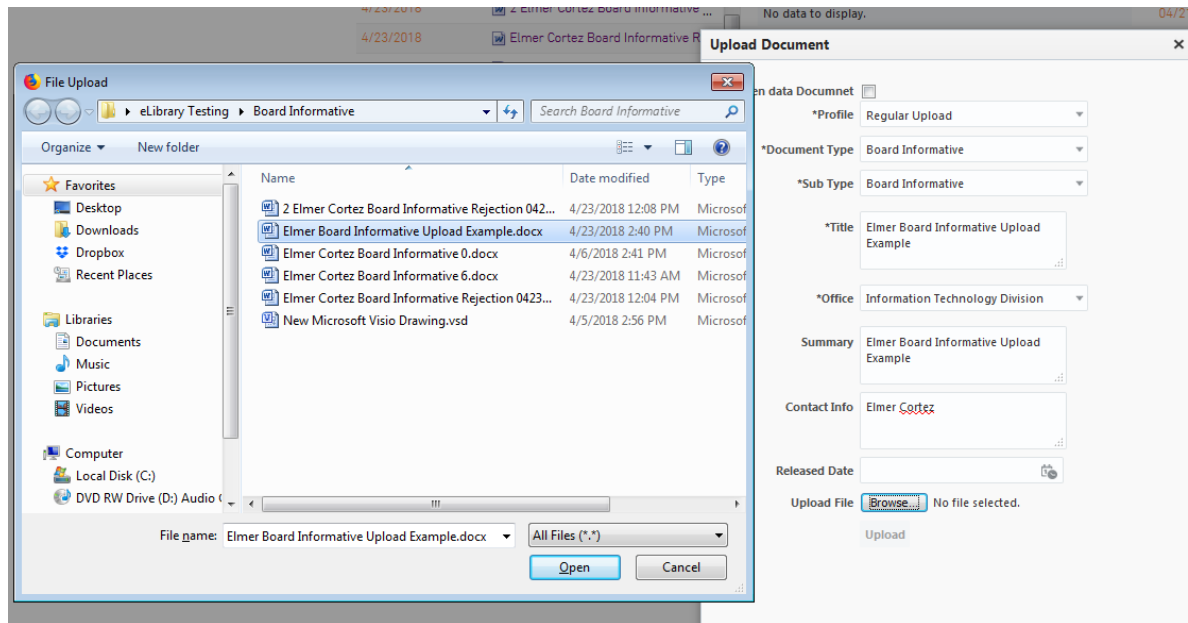 4/23/2018 2 Elmer Cortez Board Informative ... No data to display. 04/2
4/23/2018 Elmer Cortez Board Informative R
Upload Document
File Upload
eLibrary Testing Board Informative Search Board Informative
Organize New folder
Favorites
Desktop
Downloads
Dropbox
Recent Places
Libraries
Documents
Music
Pictures
Videos
Computer
Local Disk (C:)
DVD RW Drive (D:) Audio (
Name Date modified Type
2 Elmer Cortez Board Informative Rejection 042... 4/23/2018 12:08 PM Microsof
Elmer Board Informative Upload Example.docx 4/23/2018 2:40 PM Microsof
Elmer Cortez Board Informative 0.docx 4/6/2018 2:41 PM Microsof
Elmer Cortez Board Informative 6.docx 4/23/2018 11:43 AM Microsof
Elmer Cortez Board Informative Rejection 0423... 4/23/2018 12:04 PM Microsof
New Microsoft Visio Drawing.vsd 4/5/2018 2:56 PM Microsof
File name: Elmer Board Informative Upload Example.docx All Files (*.*)
Open Cancel
en data Documnet
*Profile Regular Upload
*Document Type Board Informative
*Sub Type Board Informative
*Title Elmer Board Informative Upload
Example
*Office Information Technology Division
Summary Elmer Board Informative Upload
Example
Contact Info Elmer Cortez
Released Date
Upload File Browse... No file selected.
Upload